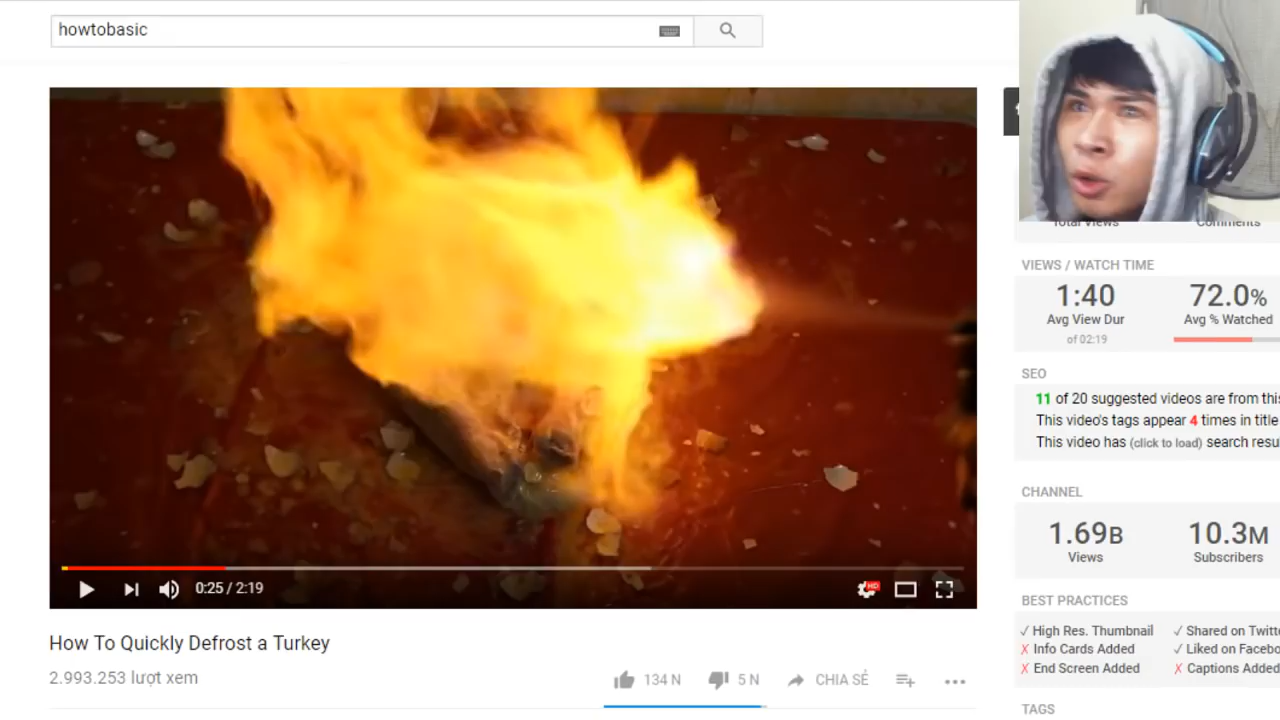 howtobasic
Total Views Comments
VIEWS / WATCH TIME
1:40 72.0%
Avg View Dur Avg % Watched
of 02:19
SEO
11 of 20 suggested videos are from this
This video's tags appear 4 times in title
This video has (click to load) search resu
CHANNEL
1.69B 10.3M
Views Subscribers
BEST PRACTICES
✓ High Res. Thumbnail ✓ Shared on Twitte
✗ Info Cards Added ✓ Liked on Facebo
✗ End Screen Added ✗ Captions Added
TAGS
0:25 / 2:19
HD
How To Quickly Defrost a Turkey
2.993.253 lượt xem
134 N 5 N CHIA SẺ